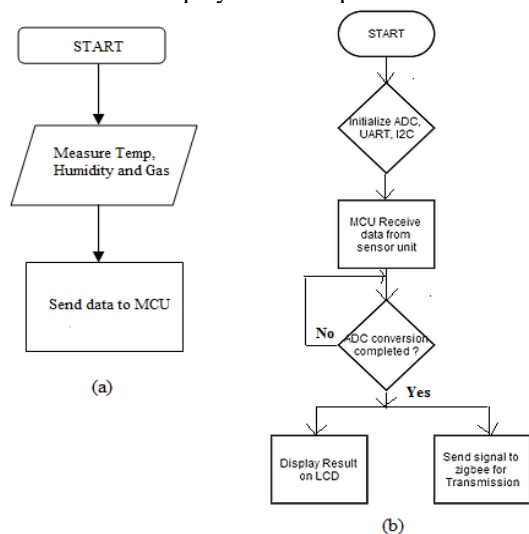 START
Measure Temp,
Humidity and Gas
Send data to MCU
(a)
START
Initialize ADC,
UART, I2C
MCU Receive
data from
sensor unit
No
ADC conversion
completed ?
Yes
Display Result
on LCD
Send signal to
zigbee for
Transmission
(b)